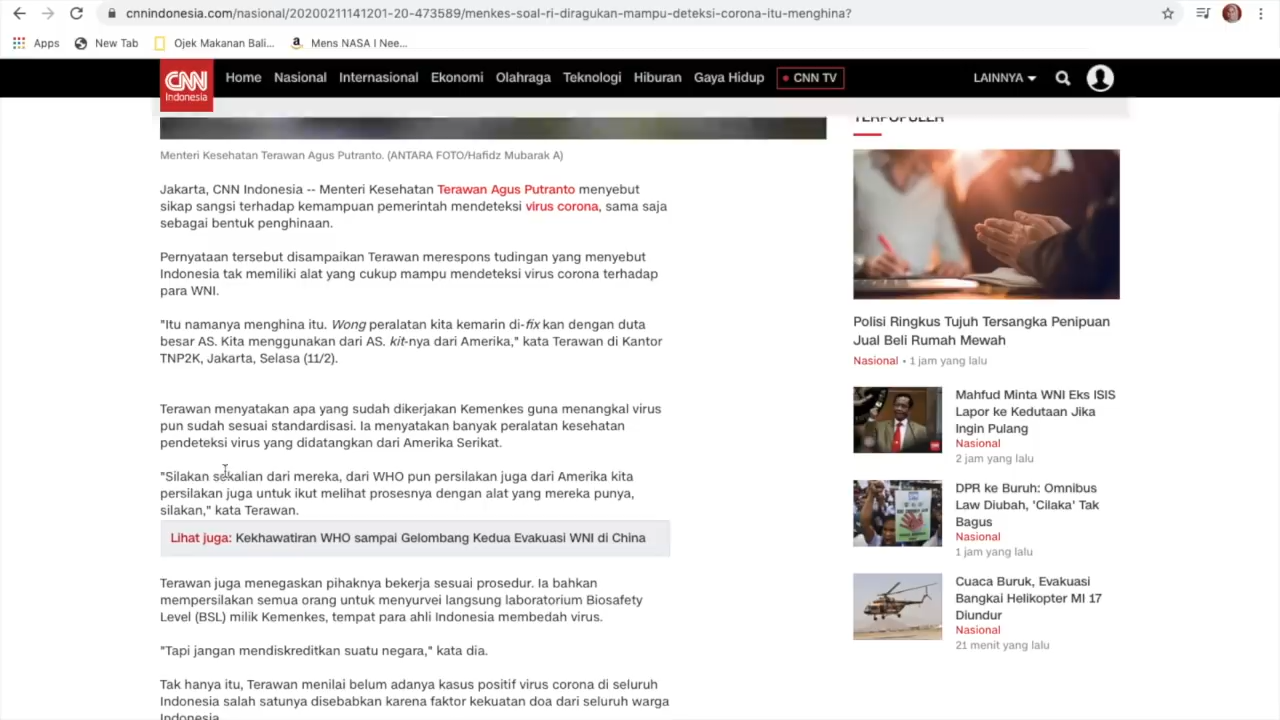 cnnindonesia.com/nasional/20200211141201-20-473589/menkes-soal-ri-diragukan-mampu-deteksi-corona-itu-menghina?
Apps
New Tab
Ojek Makanan Bali...
Mens NASA I Nee...
CNN
Indonesia
Home
Nasional
Internasional
Ekonomi
Olahraga
Teknologi
Hiburan
Gaya Hidup
CNN TV
LAINNYA
Menteri Kesehatan Terawan Agus Putranto. (ANTARA FOTO/Hafidz Mubarak A)
Jakarta, CNN Indonesia -- Menteri Kesehatan Terawan Agus Putranto menyebut
sikap sangsi terhadap kemampuan pemerintah mendeteksi virus corona, sama saja
sebagai bentuk penghinaan.
Pernyataan tersebut disampaikan Terawan merespons tudingan yang menyebut
Indonesia tak memiliki alat yang cukup mampu mendeteksi virus corona terhadap
para WNI.
"Itu namanya menghina itu. Wong peralatan kita kemarin di-fix kan dengan duta
besar AS. Kita menggunakan dari AS. kit-nya dari Amerika," kata Terawan di Kantor
TNP2K, Jakarta, Selasa (11/2).
Terawan menyatakan apa yang sudah dikerjakan Kemenkes guna menangkal virus
pun sudah sesuai standardisasi. Ia menyatakan banyak peralatan kesehatan
pendeteksi virus yang didatangkan dari Amerika Serikat.
"Silakan sekalian dari mereka, dari WHO pun persilakan juga dari Amerika kita
persilakan juga untuk ikut melihat prosesnya dengan alat yang mereka punya,
silakan," kata Terawan.
Lihat juga: Kekhawatiran WHO sampai Gelombang Kedua Evakuasi WNI di China
Terawan juga menegaskan pihaknya bekerja sesuai prosedur. Ia bahkan
mempersilakan semua orang untuk menyurvei langsung laboratorium Biosafety
Level (BSL) milik Kemenkes, tempat para ahli Indonesia membedah virus.
"Tapi jangan mendiskreditkan suatu negara," kata dia.
Tak hanya itu, Terawan menilai belum adanya kasus positif virus corona di seluruh
Indonesia salah satunya disebabkan karena faktor kekuatan doa dari seluruh warga
Indonesia.
TERPOPULER
Polisi Ringkus Tujuh Tersangka Penipuan
Jual Beli Rumah Mewah
Nasional • 1 jam yang lalu
Mahfud Minta WNI Eks ISIS
Lapor ke Kedutaan Jika
Ingin Pulang
Nasional
2 jam yang lalu
DPR ke Buruh: Omnibus
Law Diubah, 'Cilaka' Tak
Bagus
Nasional
1 jam yang lalu
Cuaca Buruk, Evakuasi
Bangkai Helikopter MI 17
Diundur
Nasional
21 menit yang lalu